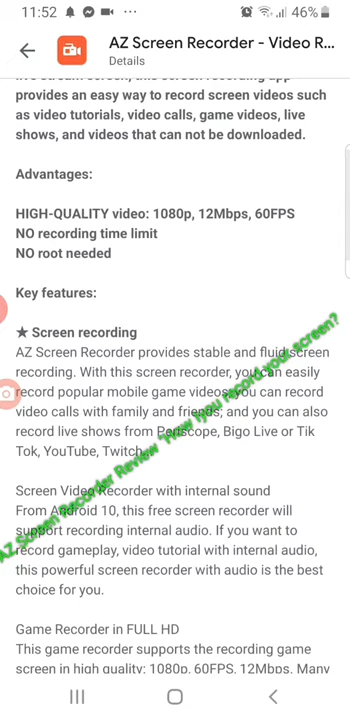 11:52
46%
AZ Screen Recorder - Video R...
Details
provides an easy way to record screen videos such
as video tutorials, video calls, game videos, live
shows, and videos that can not be downloaded.
Advantages:
HIGH-QUALITY video: 1080p, 12Mbps, 60FPS
NO recording time limit
NO root needed
Key features:
★ Screen recording
AZ Screen Recorder provides stable and fluid screen
recording. With this screen recorder, you can easily
record popular mobile game videos; you can record
video calls with family and friends; and you can also
record live shows from Periscope, Bigo Live or Tik
Tok, YouTube, Twitch...
Screen Video Recorder with internal sound
From Android 10, this free screen recorder will
support recording internal audio. If you want to
record gameplay, video tutorial with internal audio,
this powerful screen recorder with audio is the best
choice for you.
Game Recorder in FULL HD
This game recorder supports the recording game
screen in high quality: 1080p, 60FPS, 12Mbps. Many
AZ Screen Recorder Review "How you record your screen?